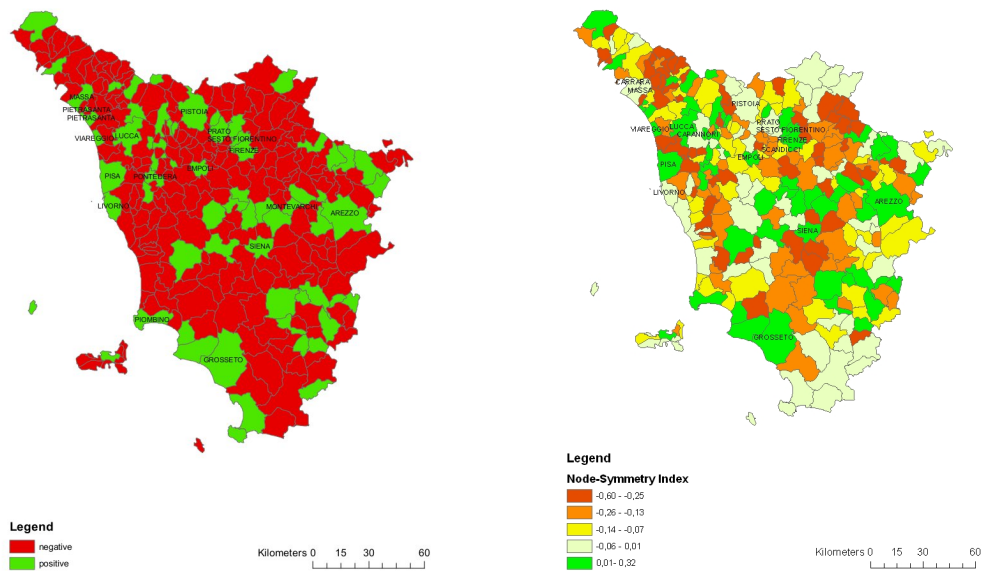 MASSA
PIETRASANTA
PIETRASANTA
VIAREGGIO
LUCCA
PISTOIA
PRATO
SESTO FIORENTINO
FIRENZE
PISA
PONTEDERA
EMPOLI
LIVORNO
MONTEVARCHI
AREZZO
SIENA
PIOMBINO
GROSSETO
Legend
negative
positive
Kilometers 0 15 30 60
CARRARA
MASSA
PISTOIA
VIAREGGIO
LUCCA
CAPANNORI
PRATO
SESTO FIORENTINO
FIRENZE
SCANDICCI
EMPOLI
PISA
LIVORNO
AREZZO
SIENA
GROSSETO
Legend
Node-Symmetry Index
-0,60 - -0,25
-0,26 - -0,13
-0,14 - -0,07
-0,06 - 0,01
0,01- 0,32
Kilometers 0 15 30 60